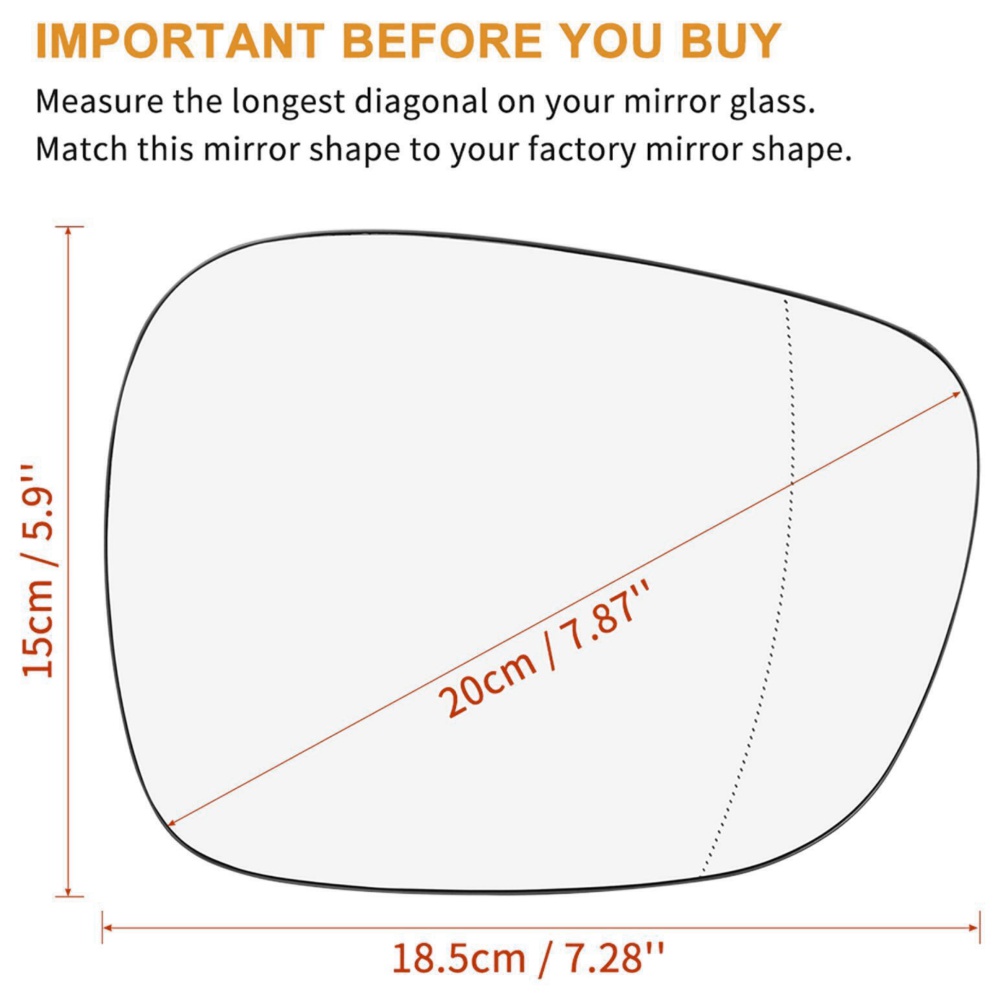 IMPORTANT BEFORE YOU BUY
Measure the longest diagonal on your mirror glass.
Match this mirror shape to your factory mirror shape.
15cm / 5.9''
20cm / 7.87''
18.5cm / 7.28''